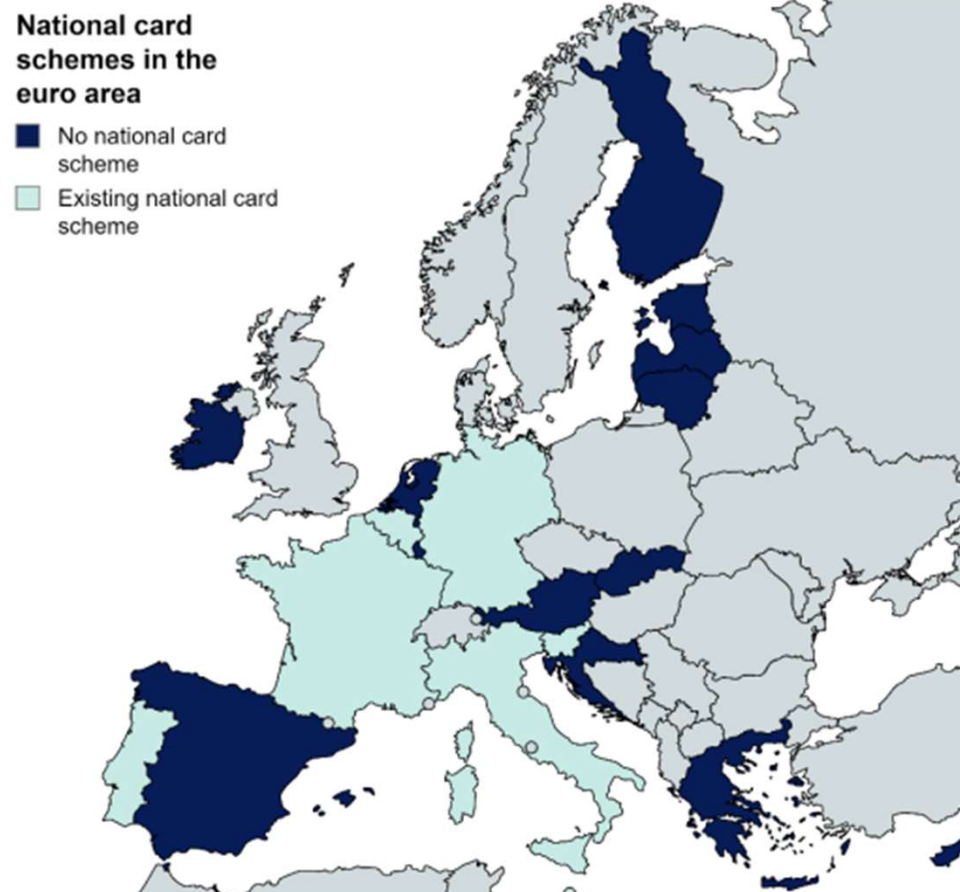 National card
schemes in the
euro area
No national card
scheme
Existing national card
scheme